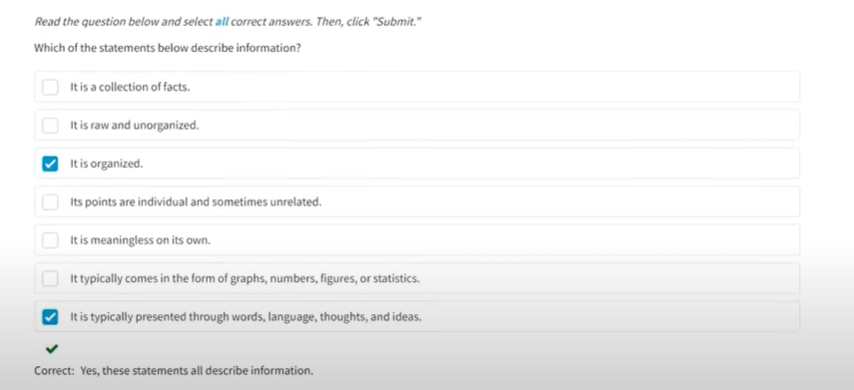 Read the question below and select all correct answers. Then, click "Submit."
Which of the statements below describe information?
It is a collection of facts.
It is raw and unorganized.
It is organized.
Its points are individual and sometimes unrelated.
It is meaningless on its own.
It typically comes in the form of graphs, numbers, figures, or statistics.
It is typically presented through words, language, thoughts, and ideas.
Correct: Yes, these statements all describe information.